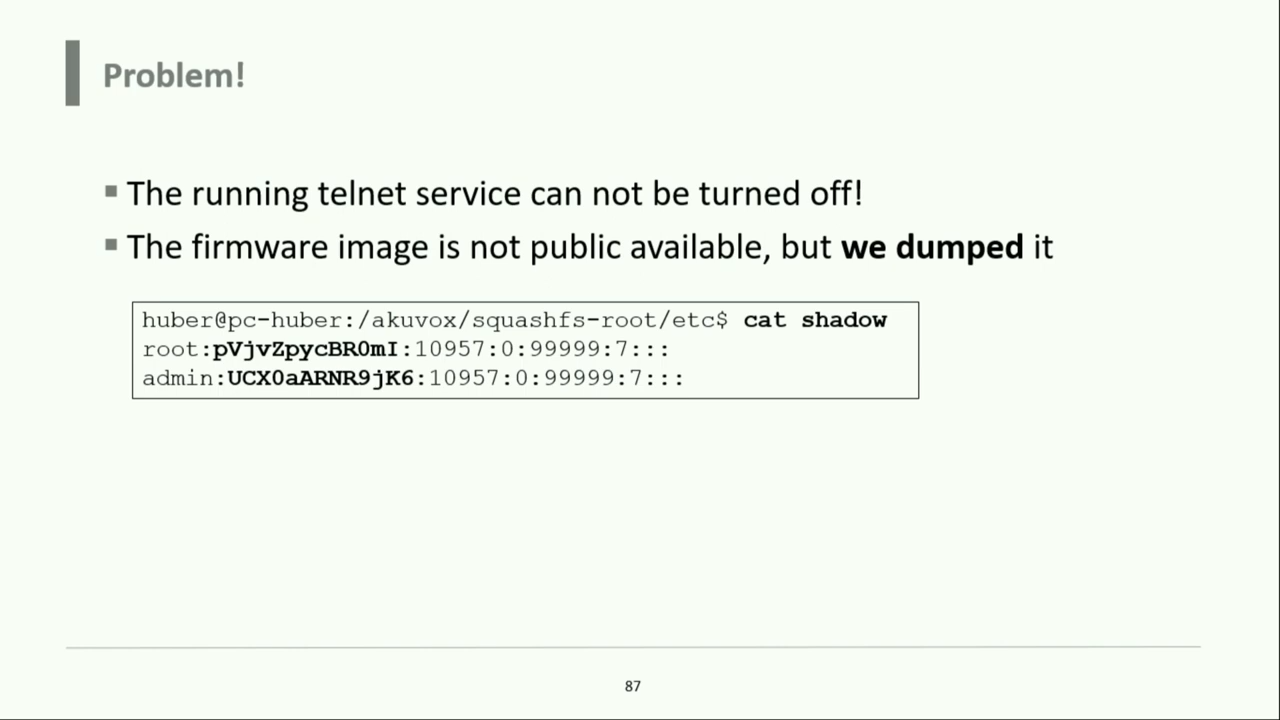 Problem!
▪ The running telnet service can not be turned off!
▪ The firmware image is not public available, but we dumped it
huber@pc-huber:/akuvox/squashfs-root/etc$ cat shadow
root:pVjvZpycBR0mI:10957:0:99999:7:::
admin:UCX0aARNR9jK6:10957:0:99999:7:::
87